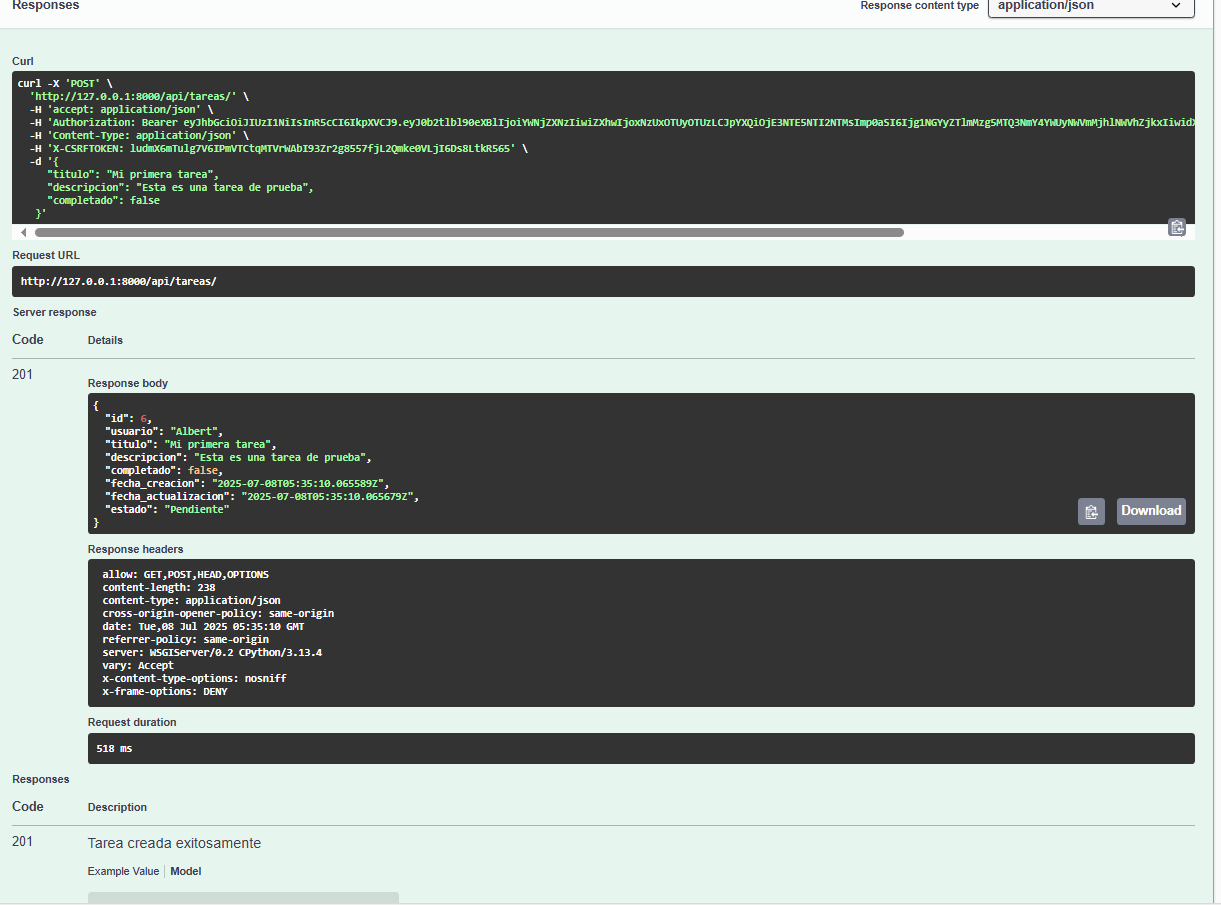 Responses
Response content type
application/json
Curl
curl -X 'POST' \
'http://127.0.0.1:8000/api/tareas/' \
-H 'accept: application/json' \
-H 'Authorization: Bearer
-H 'Content-Type: application/json' \
-H 'X-CSRFTOKEN:
-d '{
"titulo": "Mi primera tarea",
"descripcion": "Esta es una tarea de prueba",
"completado": false
}'
Request URL
http://127.0.0.1:8000/api/tareas/
Server response
Code Details
201
Response body
{
"id": 6,
"usuario": "Albert",
"titulo": "Mi primera tarea",
"descripcion": "Esta es una tarea de prueba",
"completado": false,
"fecha_creacion": "2025-07-08T05:35:10.065589Z",
"fecha_actualizacion": "2025-07-08T05:35:10.065679Z",
"estado": "Pendiente"
}
Download
Response headers
allow: GET,POST,HEAD,OPTIONS
content-length: 238
content-type: application/json
cross-origin-opener-policy: same-origin
date: Tue,08 Jul 2025 05:35:10 GMT
referrer-policy: same-origin
server: WSGIServer/0.2 CPython/3.13.4
vary: Accept
x-content-type-options: nosniff
x-frame-options: DENY
Request duration
518 ms
Responses
Code Description
201 Tarea creada exitosamente
Example Value Model